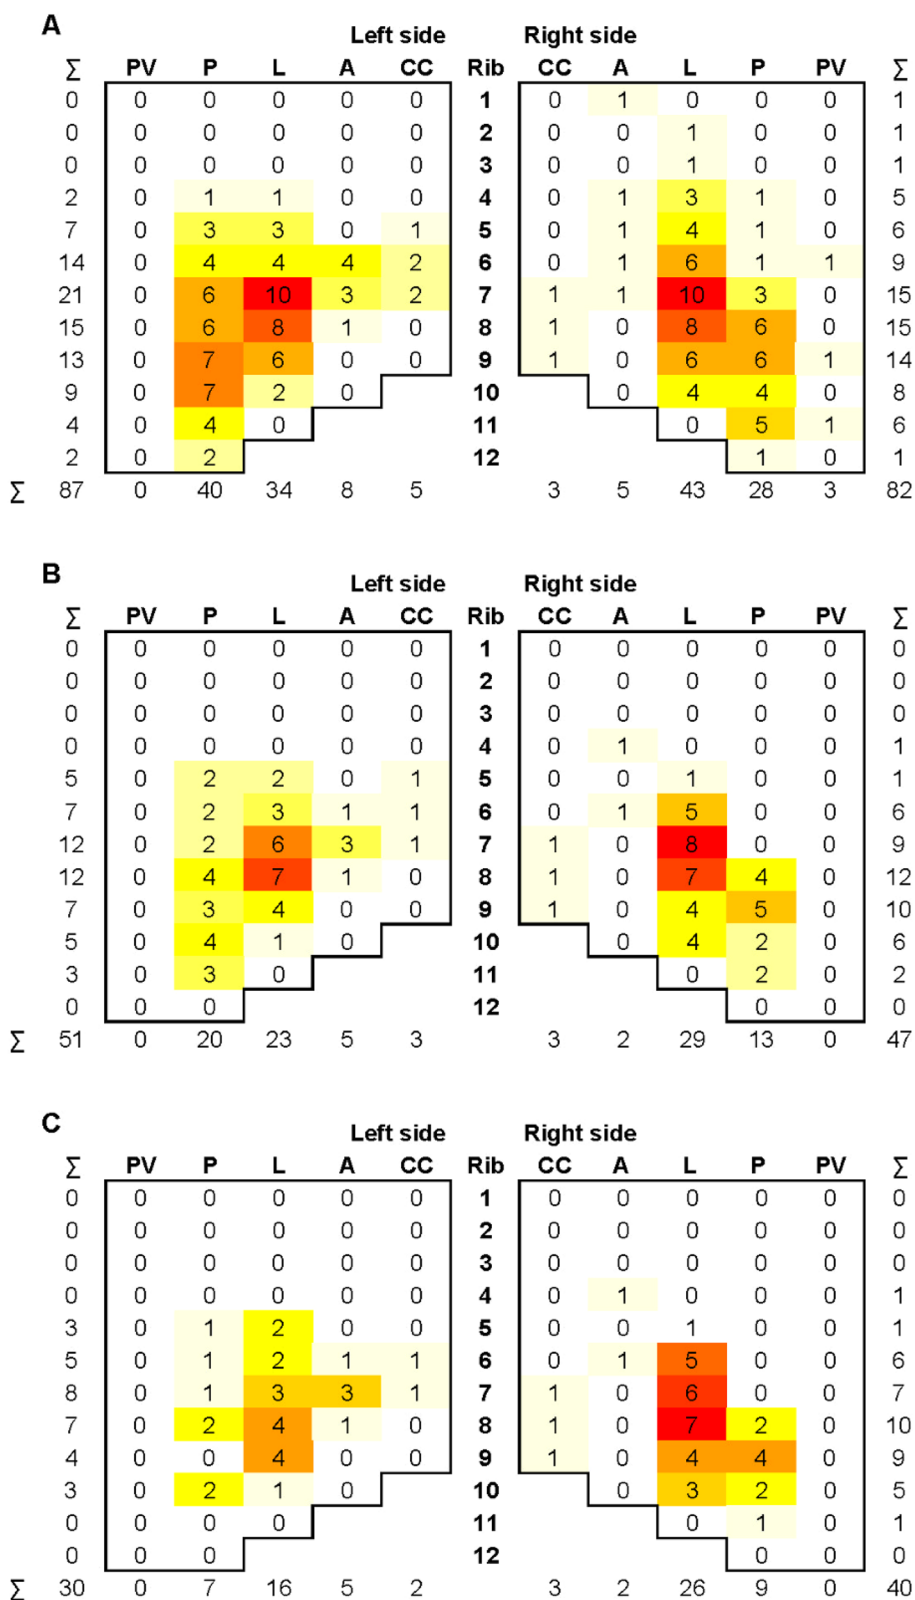 A
Left side Right side
∑ PV P L A CC Rib CC A L P PV ∑
0 0 0 0 0 0 1 0 1 0 0 0 1
0 0 0 0 0 0 2 0 0 1 0 0 1
0 0 0 0 0 0 3 0 0 1 0 0 1
2 0 1 1 0 0 4 0 1 3 1 0 5
7 0 3 3 0 1 5 0 1 4 1 0 6
14 0 4 4 4 2 6 0 1 6 1 1 9
21 0 6 10 3 2 7 1 1 10 3 0 15
15 0 6 8 1 0 8 1 0 8 6 0 15
13 0 7 6 0 0 9 1 0 6 6 1 14
9 0 7 2 0 10 0 4 4 0 8
4 0 4 0 11 0 5 1 6
2 0 2 12 1 0 1
∑ 87 0 40 34 8 5 3 5 43 28 3 82
B
Left side Right side
∑ PV P L A CC Rib CC A L P PV ∑
0 0 0 0 0 0 1 0 0 0 0 0 0
0 0 0 0 0 0 2 0 0 0 0 0 0
0 0 0 0 0 0 3 0 0 0 0 0 0
0 0 0 0 0 0 4 0 1 0 0 0 1
5 0 2 2 0 1 5 0 0 1 0 0 1
7 0 2 3 1 1 6 0 1 5 0 0 7
12 0 2 6 3 1 7 1 0 8 0 0 9
12 0 4 7 1 0 8 1 0 7 4 0 12
7 0 3 4 0 0 9 1 0 4 5 0 10
5 0 4 1 0 10 0 4 2 0 6
3 0 3 0 11 0 2 0 2
0 0 0 12 0 0 0
∑ 51 0 20 23 5 3 3 2 29 13 0 47
C
Left side Right side
∑ PV P L A CC Rib CC A L P PV ∑
0 0 0 0 0 0 1 0 0 0 0 0 0
0 0 0 0 0 0 2 0 0 0 0 0 0
0 0 0 0 0 0 3 0 0 0 0 0 0
0 0 0 0 0 0 4 0 1 0 0 0 1
3 0 1 2 0 0 5 0 0 1 0 0 1
5 0 1 2 1 1 6 0 1 5 0 0 6
8 0 1 3 3 1 7 1 0 6 0 0 7
7 0 2 4 1 0 8 1 0 7 2 0 10
4 0 0 4 0 0 9 1 0 4 4 0 9
3 0 2 1 0 10 0 3 2 0 5
0 0 0 0 11 0 1 0 1
0 0 0 12 0 0 0
∑ 30 0 7 16 5 2 3 2 26 9 0 40